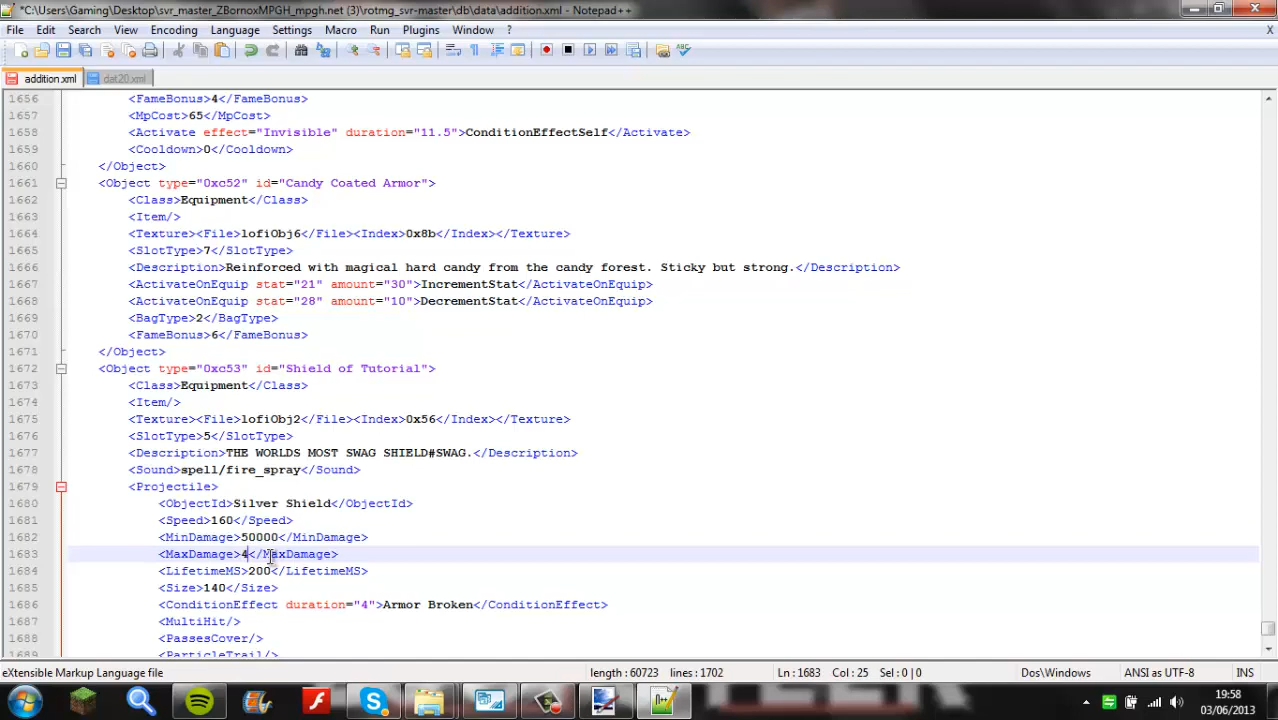 *C:\Users\Gaming\Desktop\svr_master_ZBornoxMPGH_mpgh.net (3)\rotmg_svr-master\db\data\addition.xml - Notepad++
File Edit Search View Encoding Language Settings Macro Run Plugins Window ? X
addition.xml dat20.xml
1656 <FameBonus>4</FameBonus>
1657 <MpCost>65</MpCost>
1658 <Activate effect="Invisible" duration="11.5">ConditionEffectSelf</Activate>
1659 <Cooldown>0</Cooldown>
1660 </Object>
1661 <Object type="0xc52" id="Candy Coated Armor">
1662 <Class>Equipment</Class>
1663 <Item/>
1664 <Texture><File>lofiObj6</File><Index>0x8b</Index></Texture>
1665 <SlotType>7</SlotType>
1666 <Description>Reinforced with magical hard candy from the candy forest. Sticky but strong.</Description>
1667 <ActivateOnEquip stat="21" amount="30">IncrementStat</ActivateOnEquip>
1668 <ActivateOnEquip stat="28" amount="10">DecrementStat</ActivateOnEquip>
1669 <BagType>2</BagType>
1670 <FameBonus>6</FameBonus>
1671 </Object>
1672 <Object type="0xc53" id="Shield of Tutorial">
1673 <Class>Equipment</Class>
1674 <Item/>
1675 <Texture><File>lofiObj2</File><Index>0x56</Index></Texture>
1676 <SlotType>5</SlotType>
1677 <Description>THE WORLDS MOST SWAG SHIELD#SWAG.</Description>
1678 <Sound>spell/fire_spray</Sound>
1679 <Projectile>
1680 <ObjectId>Silver Shield</ObjectId>
1681 <Speed>160</Speed>
1682 <MinDamage>50000</MinDamage>
1683 <MaxDamage>4</MaxDamage>
1684 <LifetimeMS>200</LifetimeMS>
1685 <Size>140</Size>
1686 <ConditionEffect duration="4">Armor Broken</ConditionEffect>
1687 <MultiHit/>
1688 <PassesCover/>
1689 <ParticleTrail/>
eXtensible Markup Language file length : 60723 lines : 1702 Ln : 1683 Col : 25 Sel : 0 | 0 Dos\Windows ANSI as UTF-8 INS
19:58
03/06/2013